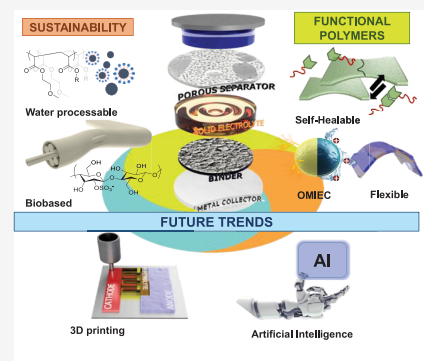 SUSTAINABILITY
FUNCTIONAL
POLYMERS
O
O
O
O
R
O
O
Water processable
POROUS SEPARATOR
SOLID ELECTROLYTE
BINDER
METAL COLLECTOR
Self-Healable
Biobased
OMIEC
Flexible
FUTURE TRENDS
CATHODE
ANODE
3D printing
AI
Artificial Intelligence